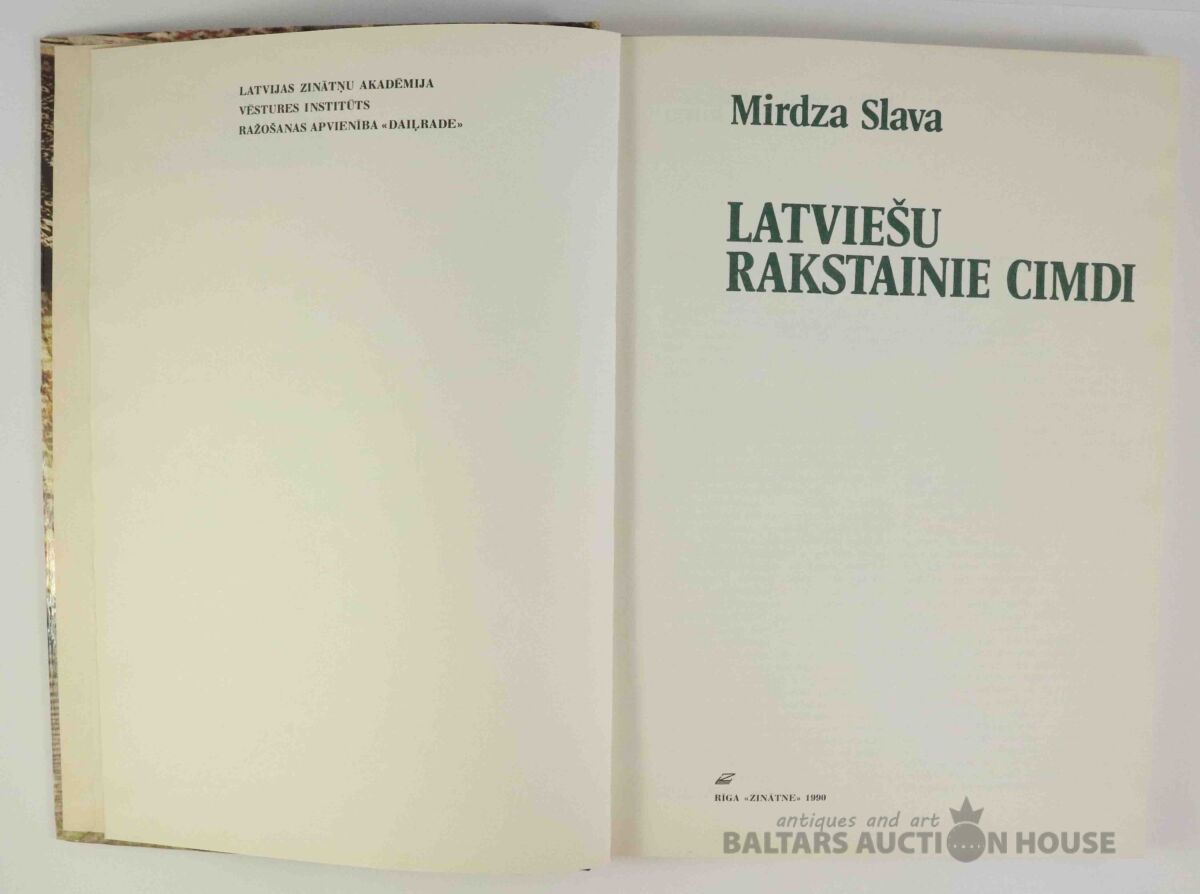 LATVIJAS ZINĀTŅU AKADĒMIJA
VĒSTURES INSTITŪTS
RAŽOŠANAS APVIENĪBA «DAIĻRADE»
Mirdza Slava
LATVIEŠU
RAKSTAINIE CIMDI
RĪGA «ZINĀTNE» 1990
antiques and art
BALTARS AUCTION HOUSE